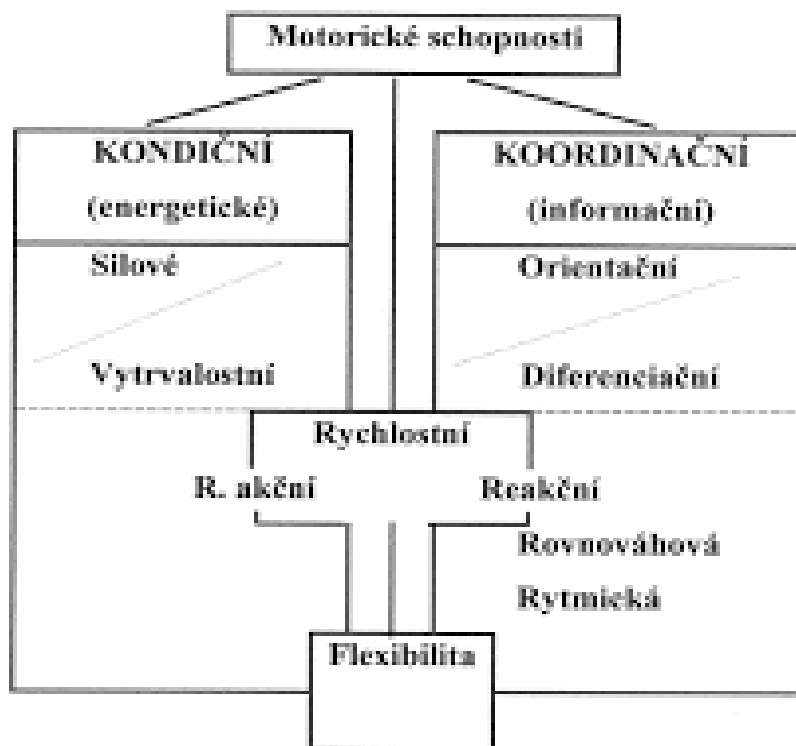 Motorické schopnosti
KONDIČNÍ
(energetické)
KOORDINAČNÍ
(informační)
Silové
Orientační
Vytrvalostní
Diferenciační
Rychlostní
R. akční
Reakční
Rovnováhová
Rytmická
Flexibilita